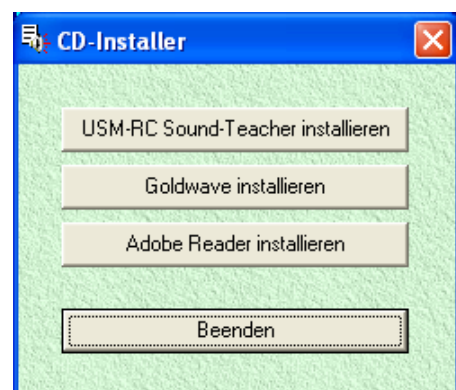 CD-Installer
USM-RC Sound-Teacher installieren
Goldwave installieren
Adobe Reader installieren
Beenden